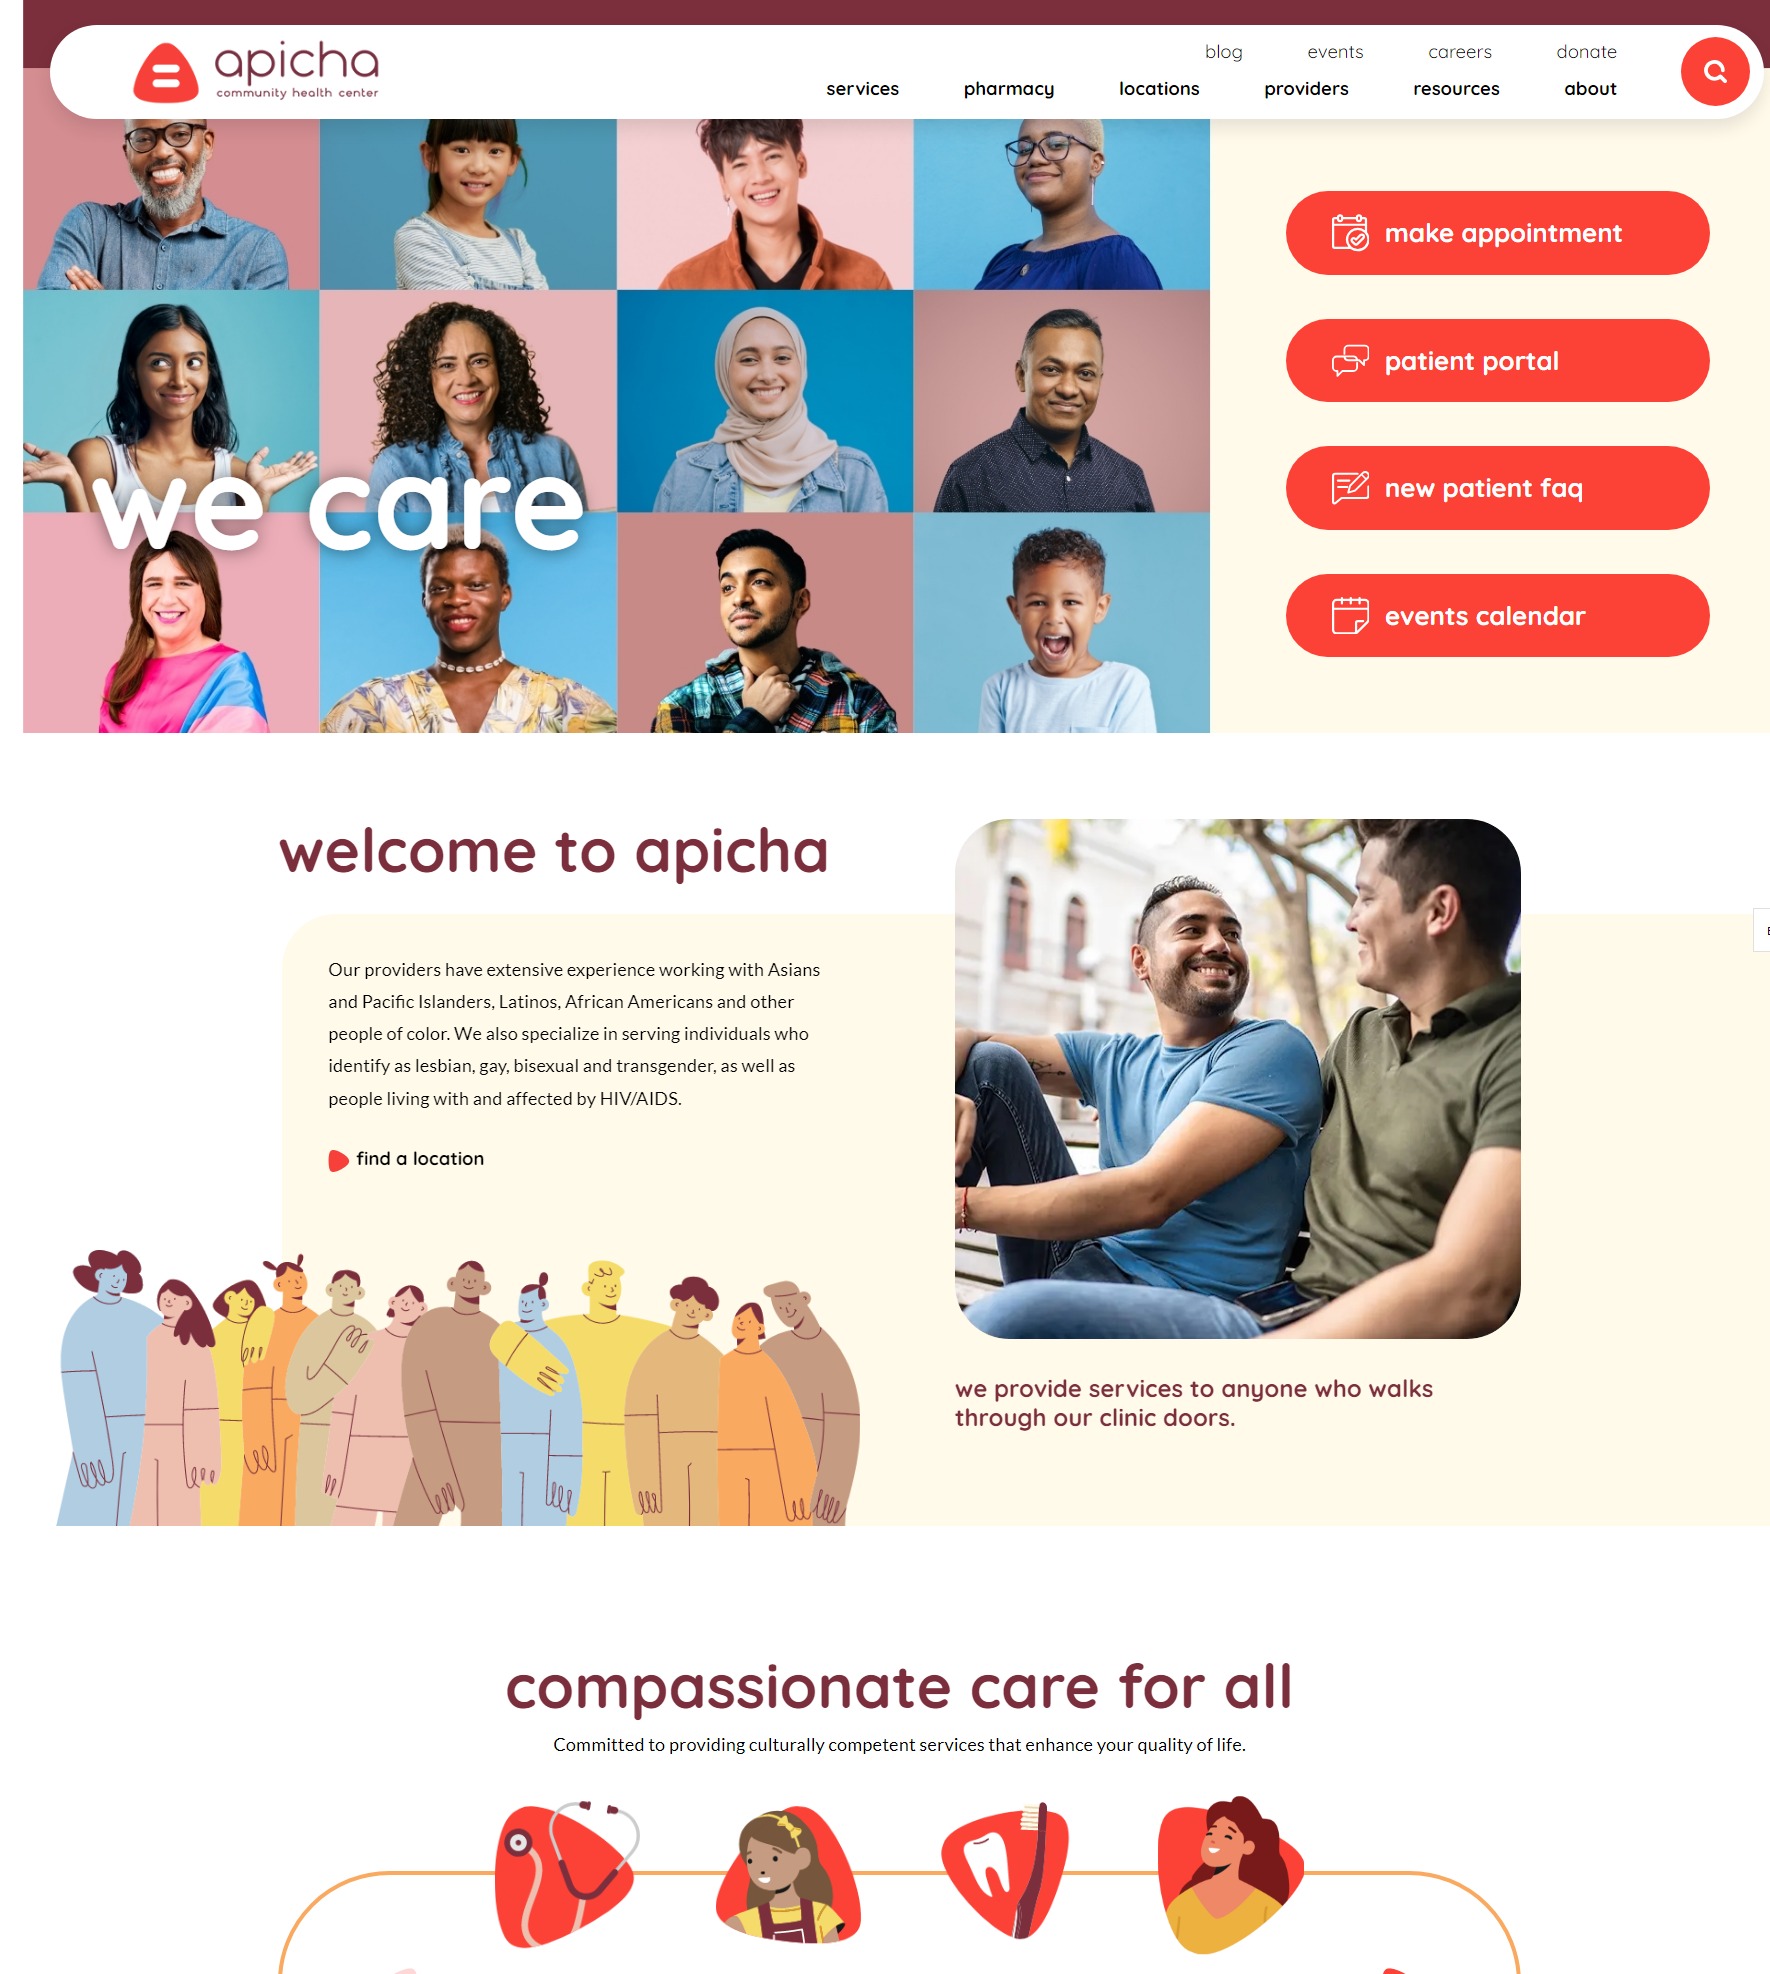 apicha
community health center
blog events careers donate
services pharmacy locations providers resources about
make appointment
patient portal
new patient faq
events calendar
we care
welcome to apicha
Our providers have extensive experience working with Asians
and Pacific Islanders, Latinos, African Americans and other
people of color. We also specialize in serving individuals who
identify as lesbian, gay, bisexual and transgender, as well as
people living with and affected by HIV/AIDS.
find a location
we provide services to anyone who walks
through our clinic doors.
compassionate care for all
Committed to providing culturally competent services that enhance your quality of life.